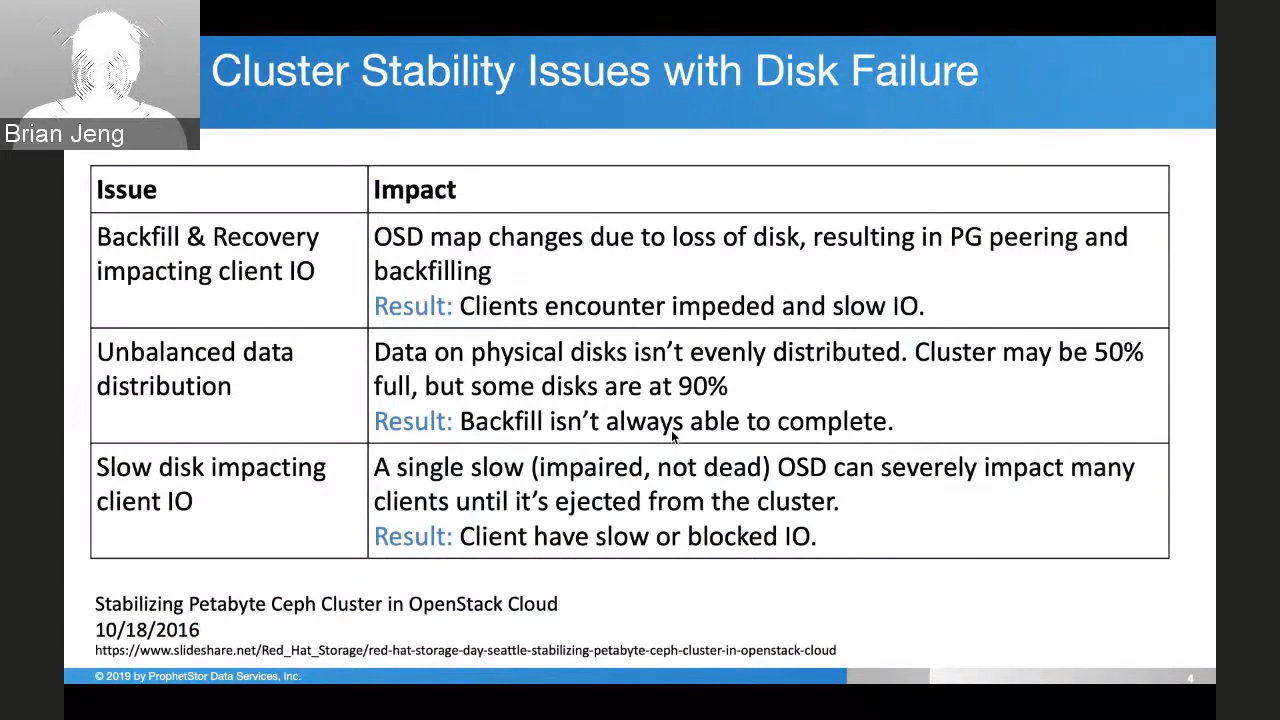 Cluster Stability Issues with Disk Failure
Brian Jeng
Issue
Impact
Backfill & Recovery
impacting client IO
OSD map changes due to loss of disk, resulting in PG peering and
backfilling
Result: Clients encounter impeded and slow IO.
Unbalanced data
distribution
Data on physical disks isn't evenly distributed. Cluster may be 50%
full, but some disks are at 90%
Result: Backfill isn't always able to complete.
Slow disk impacting
client IO
A single slow (impaired, not dead) OSD can severely impact many
clients until it's ejected from the cluster.
Result: Client have slow or blocked IO.
Stabilizing Petabyte Ceph Cluster in OpenStack Cloud
10/18/2016
https://www.slideshare.net/Red_Hat_Storage/red-hat-storage-day-seattle-stabilizing-petabyte-ceph-cluster-in-openstack-cloud
© 2019 by ProphetStor Data Services, Inc.
4